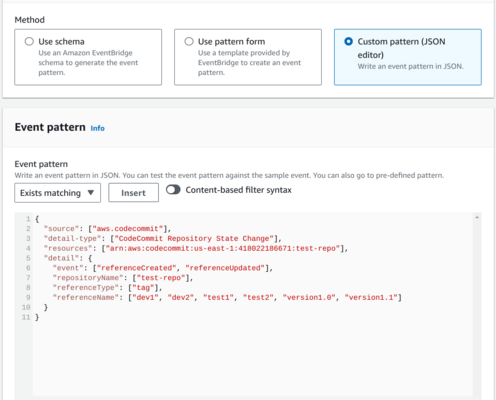 Method
Use schema
Use an Amazon EventBridge
schema to generate the event
pattern.
Use pattern form
Use a template provided by
EventBridge to create an event
pattern.
Custom pattern (JSON
editor)
Write an event pattern in JSON.
Event pattern Info
Event pattern
Write an event pattern in JSON. You can test the event pattern against the sample event. You can also go to pre-defined pattern.
Exists matching
Insert
Content-based filter syntax
1 {
2 "source": ["aws.codecommit"],
3 "detail-type": ["CodeCommit Repository State Change"],
4 "resources": ["arn:aws:codecommit:us-east-1:418022186671:test-repo"],
5 "detail": {
6 "event": ["referenceCreated", "referenceUpdated"],
7 "repositoryName": ["test-repo"],
8 "referenceType": ["tag"],
9 "referenceName": ["dev1", "dev2", "test1", "test2", "version1.0", "version1.1"]
10 }
11 }